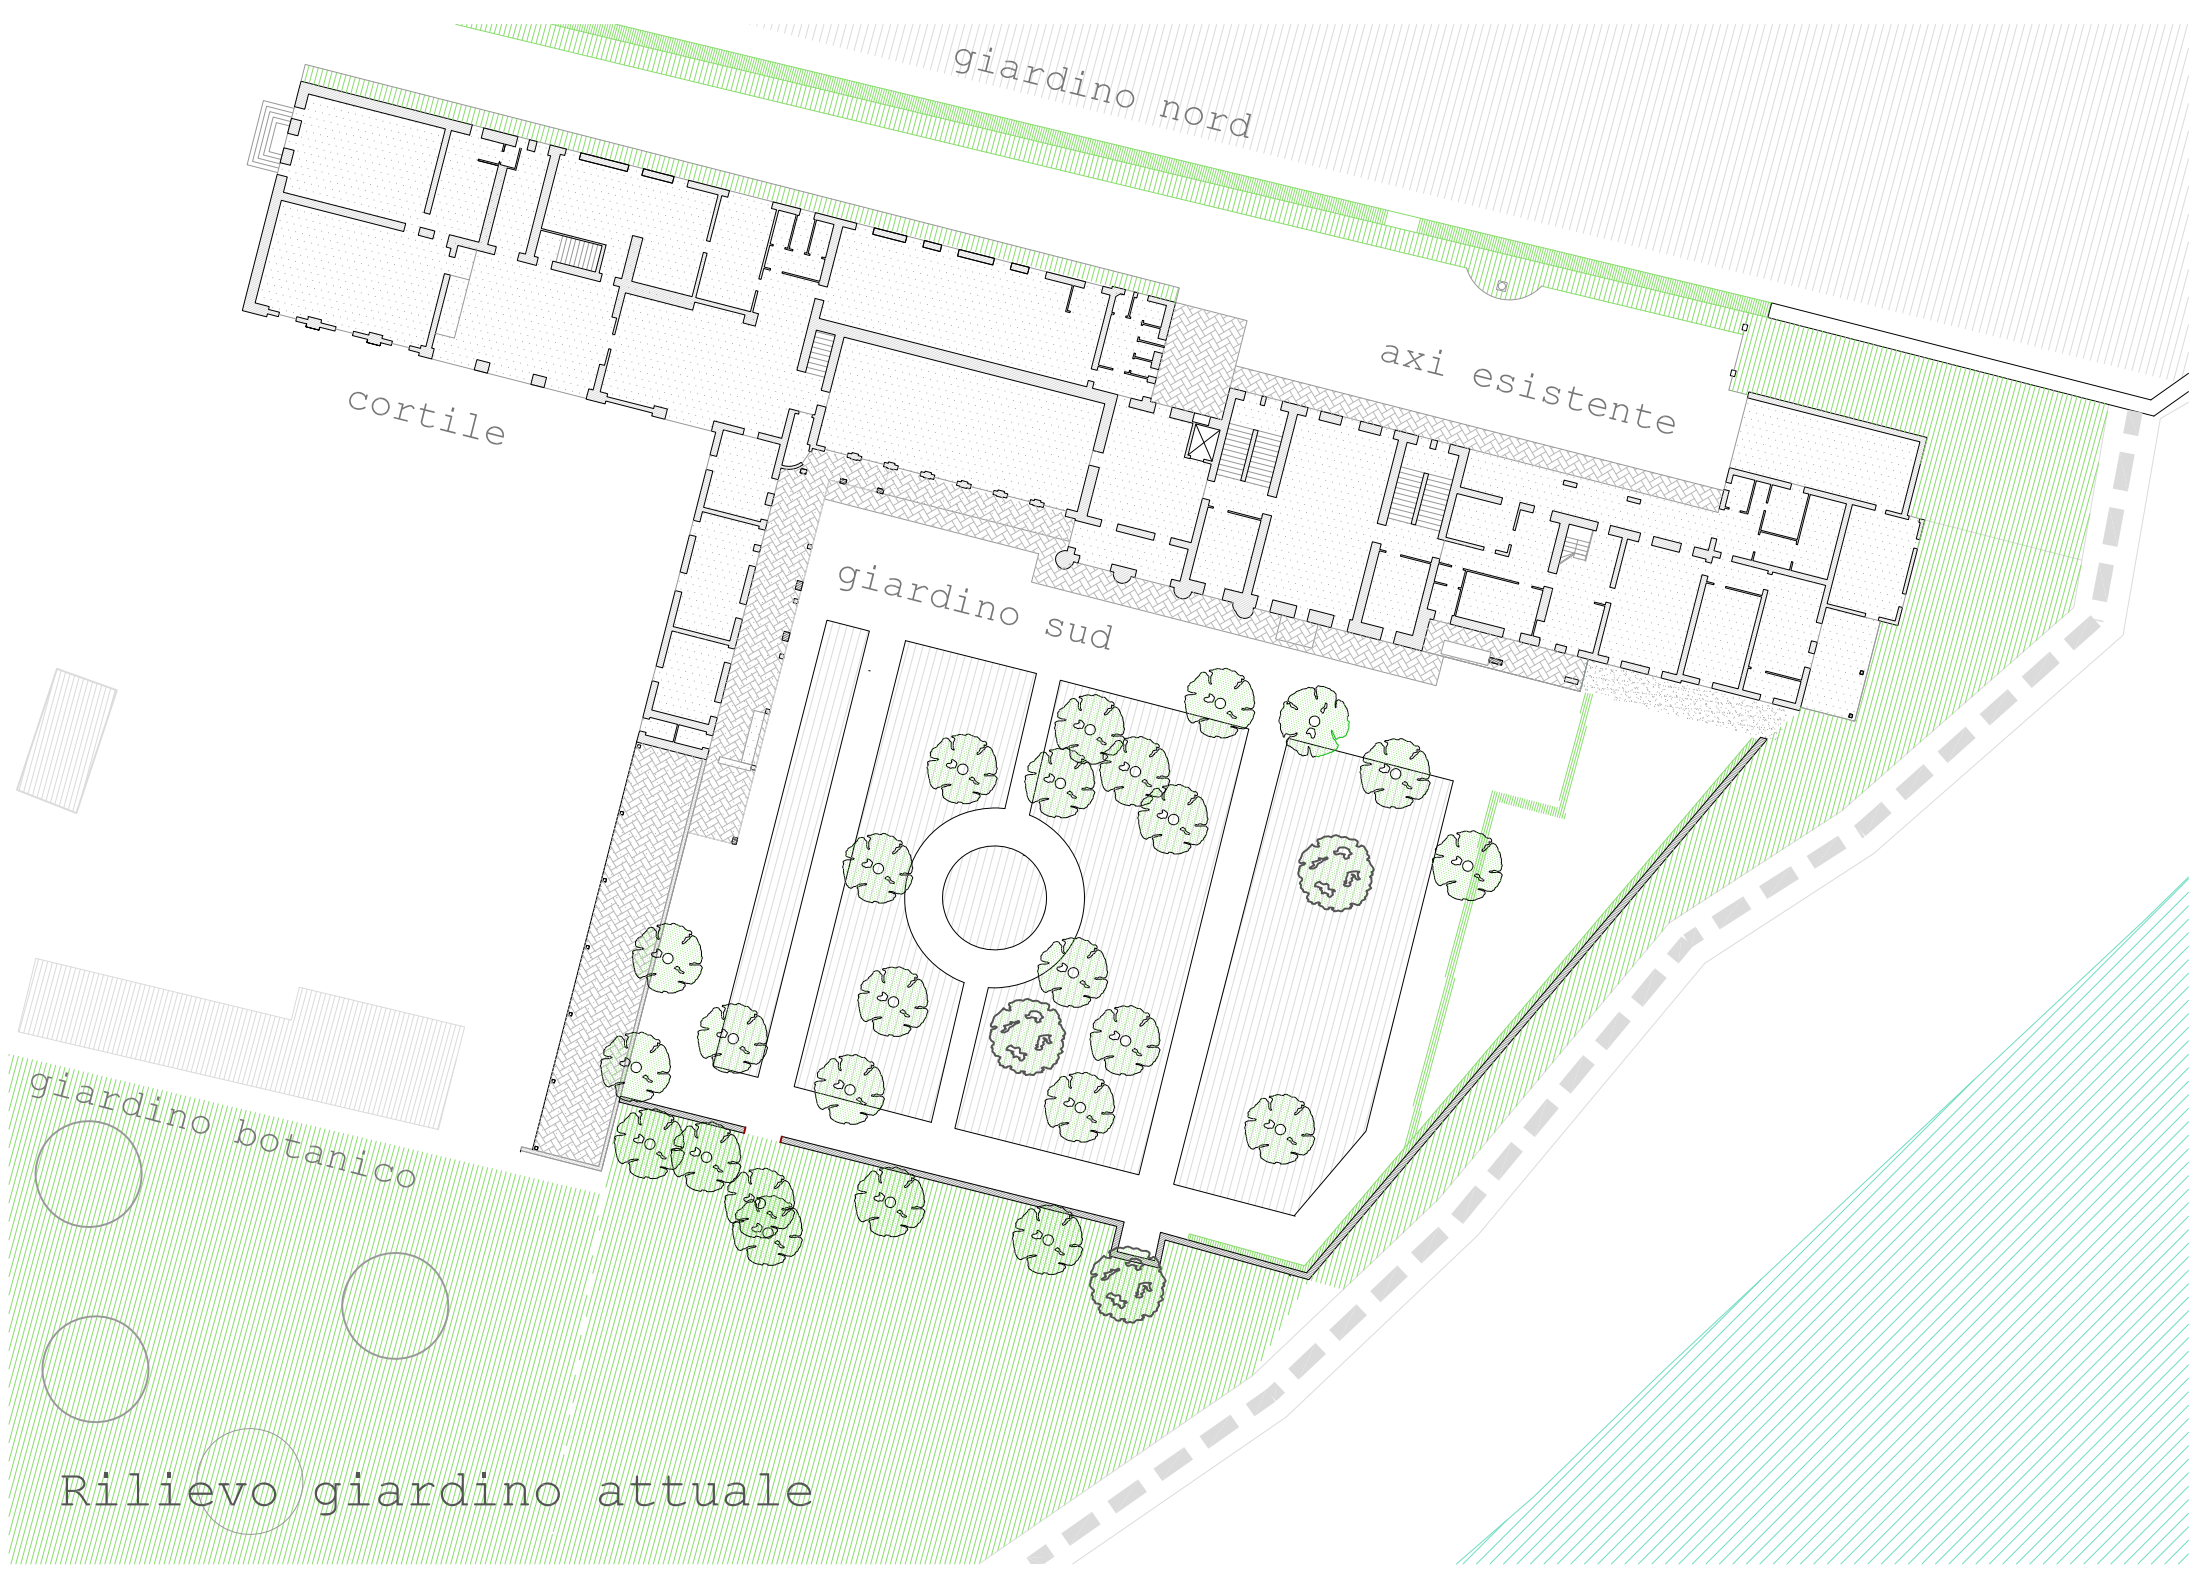 giardino nord
axi esistente
cortile
giardino sud
giardino botanico
Rilievo giardino attuale